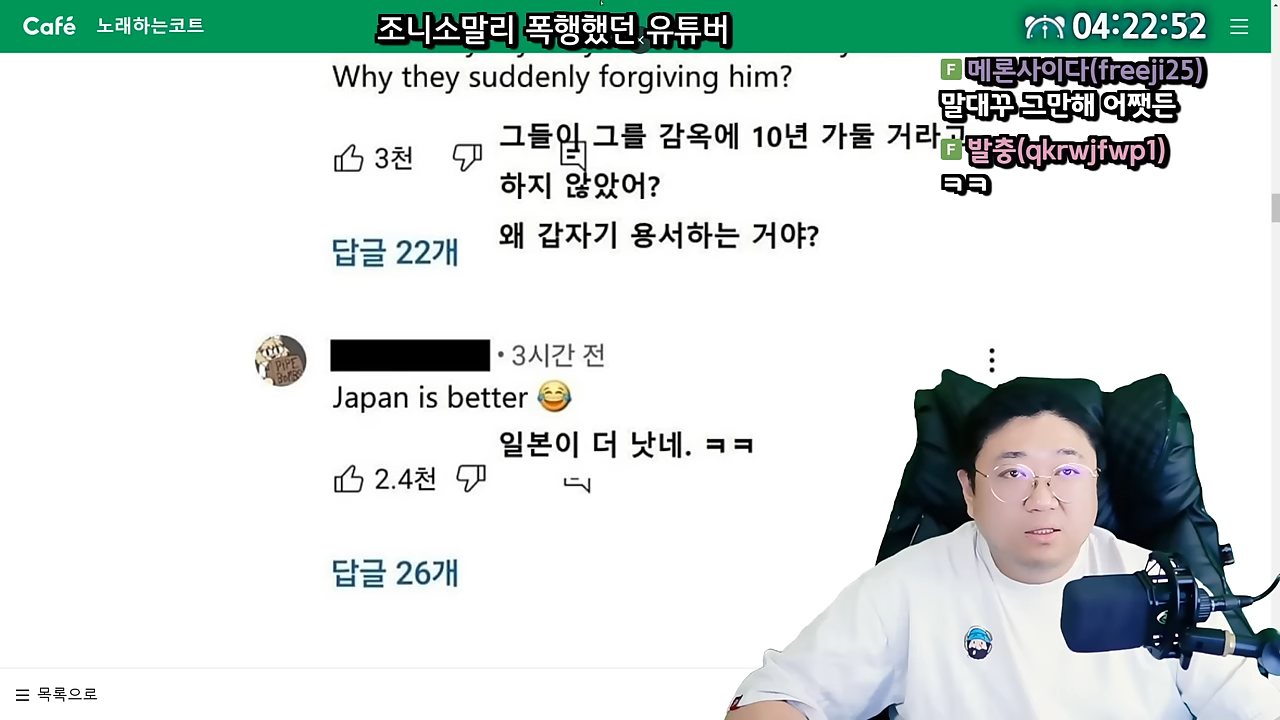 Café 노래하는코트
조니소말리 폭행했던 유튜버
04:22:52
Why they suddenly forgiving him?
3천
그들이 그를 감옥에 10년 가둘 거라고
하지 않았어?
왜 갑자기 용서하는 거야?
답글 22개
F 메론사이다(freeji25)
말대꾸 그만해 어쨋든
F 발충(qkrwjfwp1)
ㅋㅋ
• 3시간 전
Japan is better 😂
일본이 더 낫네. ㅋㅋ
2.4천
답글 26개
목록으로